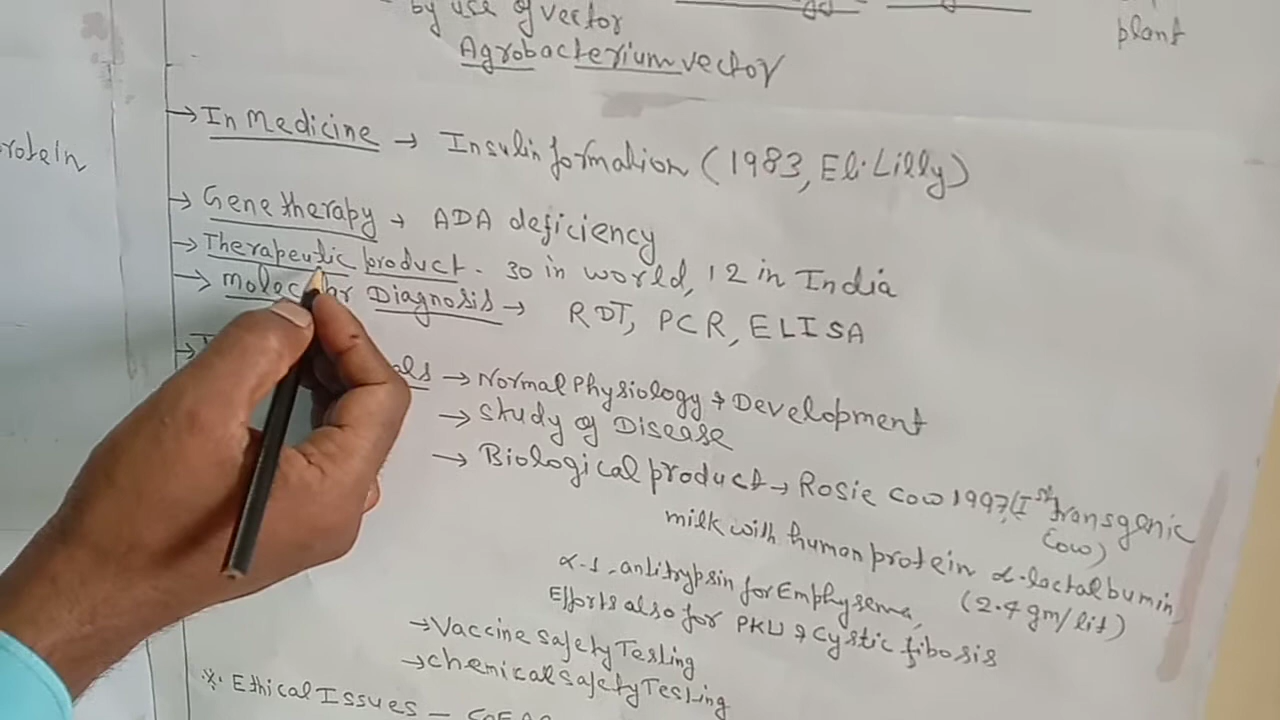 by use of vector
Agrobacterium vector
plant
rotein
→ In Medicine → Insulin formation (1983, Eli Lilly)
→ Gene therapy → ADA deficiency
→ Therapeutic product - 30 in world, 12 in India
→ Molecular Diagnosis → RDT, PCR, ELISA
als → Normal Physiology & Development
→ Study of Disease
→ Biological product → Rosie Cow 1997, (Ist transgenic cow)
milk with human protein α-lactalbumin
(2.4 gm/lit)
α-1-antitrypsin for Emphysema,
Efforts also for PKU & Cystic fibosis
→ Vaccine Safety Testing
→ chemical Safety Testing
* Ethical Issues -